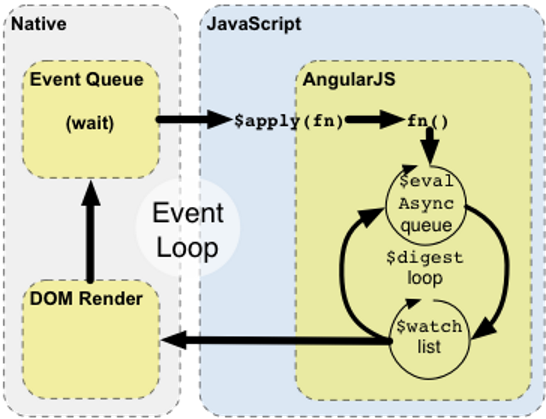 Native
JavaScript
Event Queue
(wait)
AngularJS
$apply(fn)
fn()
$eval
Async
queue
Event
Loop
$digest
loop
DOM Render
$watch
list